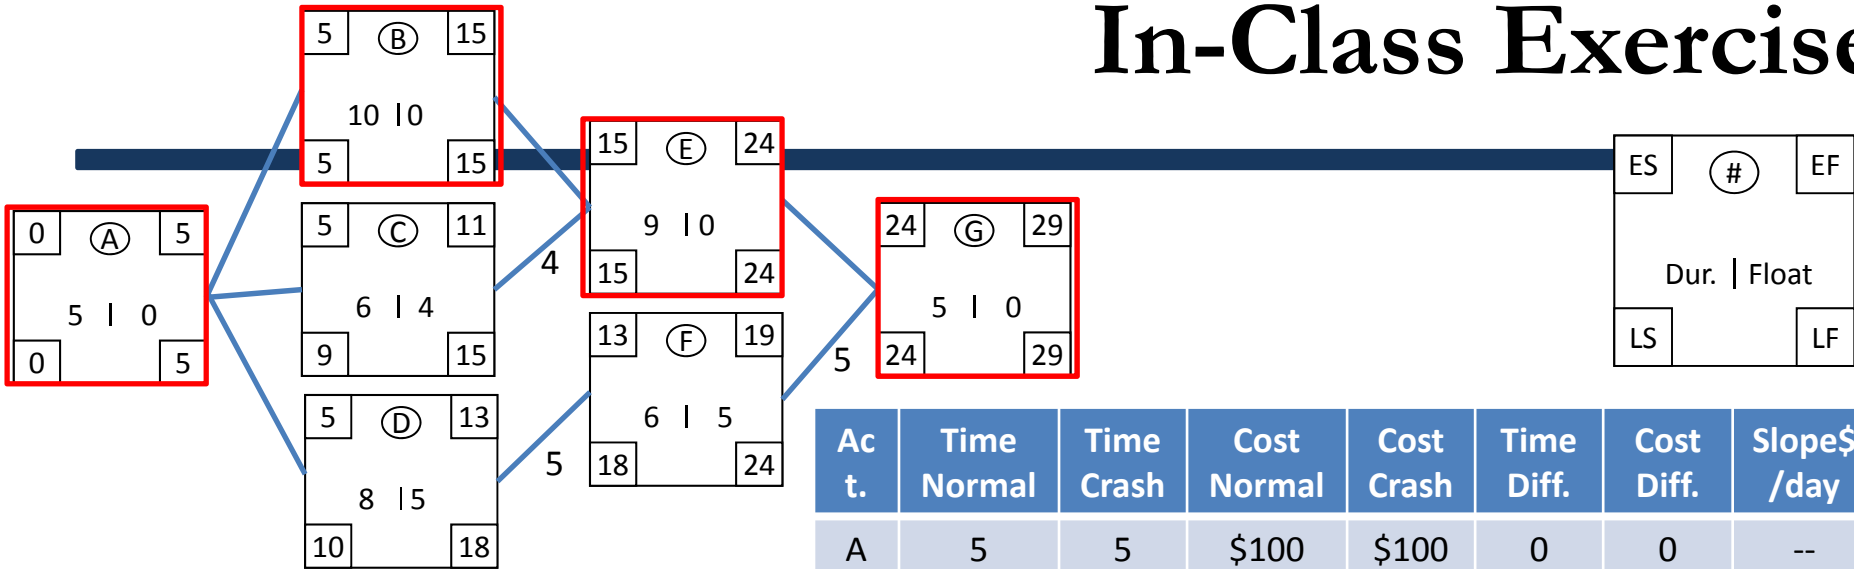 In-Class Exercise
5 B 15
10 | 0
5 15
15 E 24
9 | 0
15 24
ES # EF
Dur. | Float
LS LF
0 A 5
5 | 0
0 5
5 C 11
6 | 4
9 15
4
24 G 29
5 | 0
24 29
13 F 19
6 | 5
18 24
5
5 D 13
8 | 5
10 18
5
Ac
t. Time
Normal Time
Crash Cost
Normal Cost
Crash Time
Diff. Cost
Diff. Slope$
/day
A 5 5 $100 $100 0 0 --